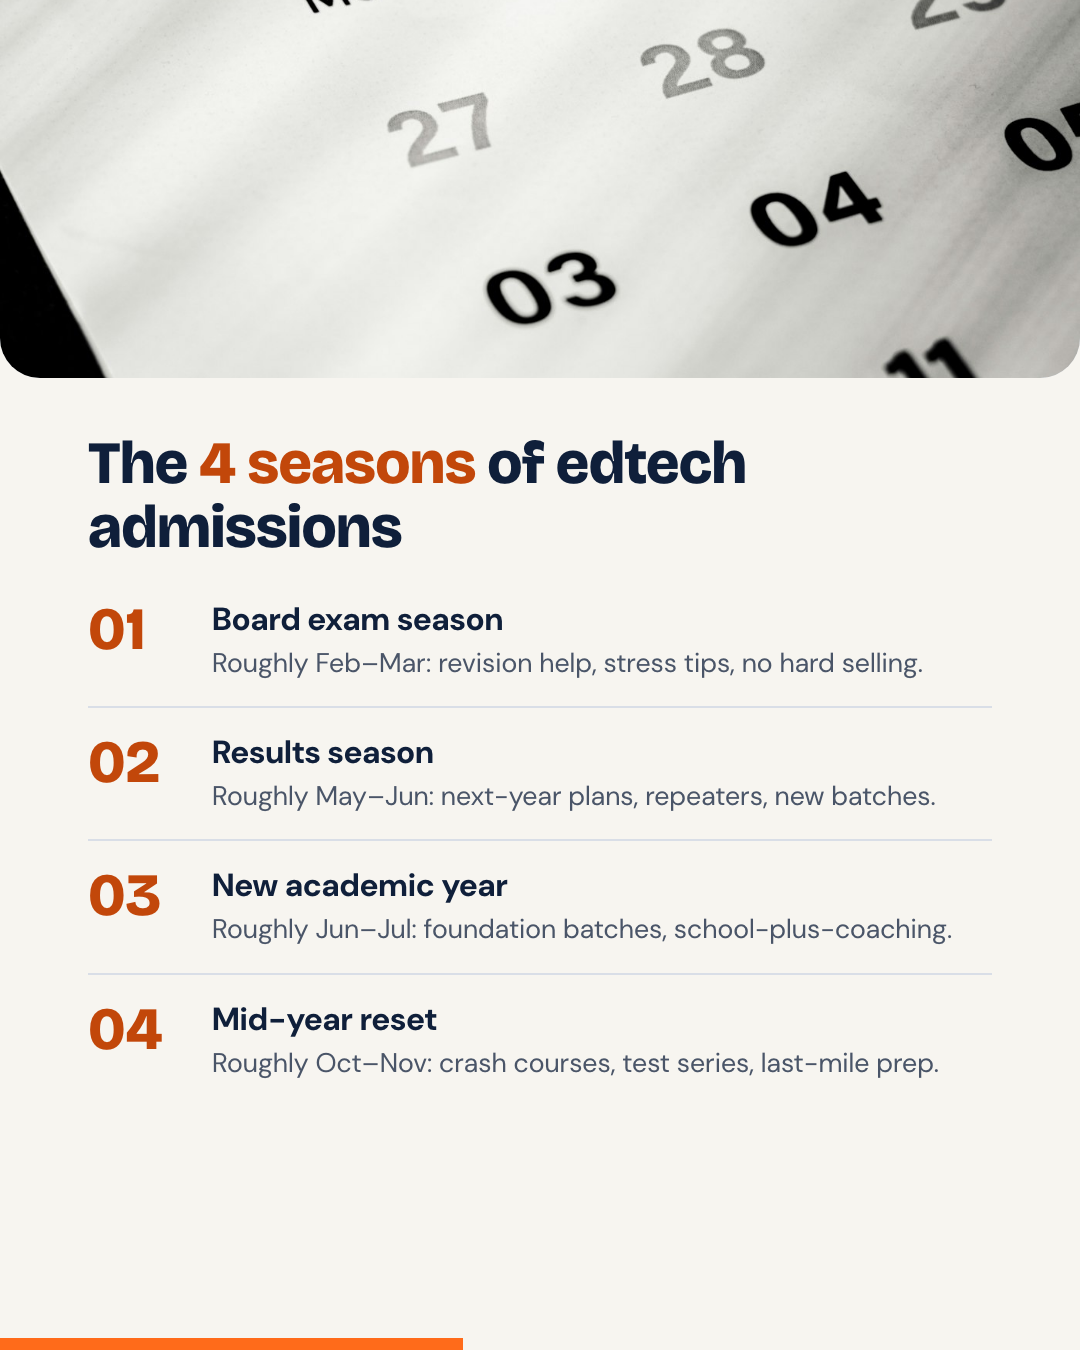 28
27
04
03
11
The 4 seasons of edtech
admissions
01
Board exam season
Roughly Feb–Mar: revision help, stress tips, no hard selling.
02
Results season
Roughly May–Jun: next-year plans, repeaters, new batches.
03
New academic year
Roughly Jun–Jul: foundation batches, school-plus-coaching.
04
Mid-year reset
Roughly Oct–Nov: crash courses, test series, last-mile prep.